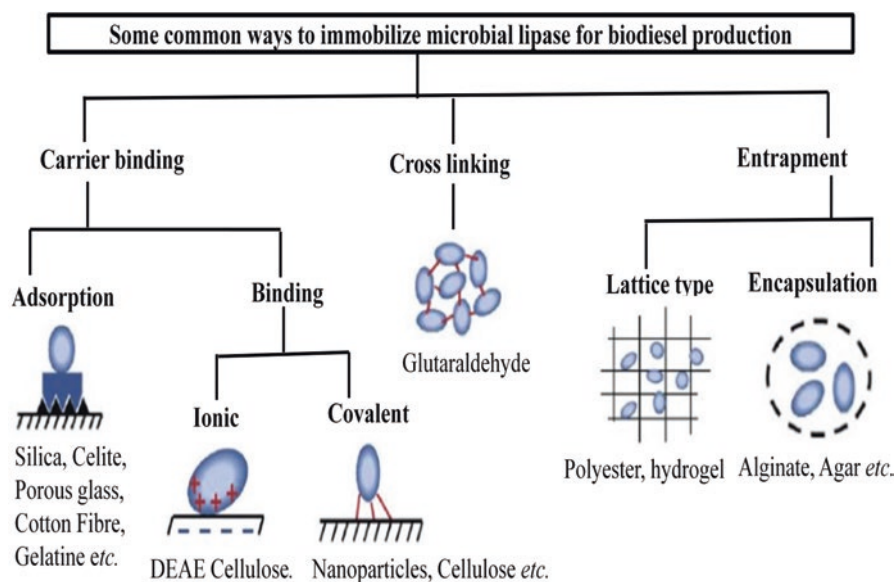 Some common ways to immobilize microbial lipase for biodiesel production
Carrier binding
Cross linking
Entrapment
Adsorption
Binding
Lattice type
Encapsulation
Glutaraldehyde
Ionic
Covalent
Silica, Celite,
Porous glass,
Cotton Fibre,
Gelatine etc.
DEAE Cellulose.
Nanoparticles, Cellulose etc.
Polyester, hydrogel
Alginate, Agar etc.